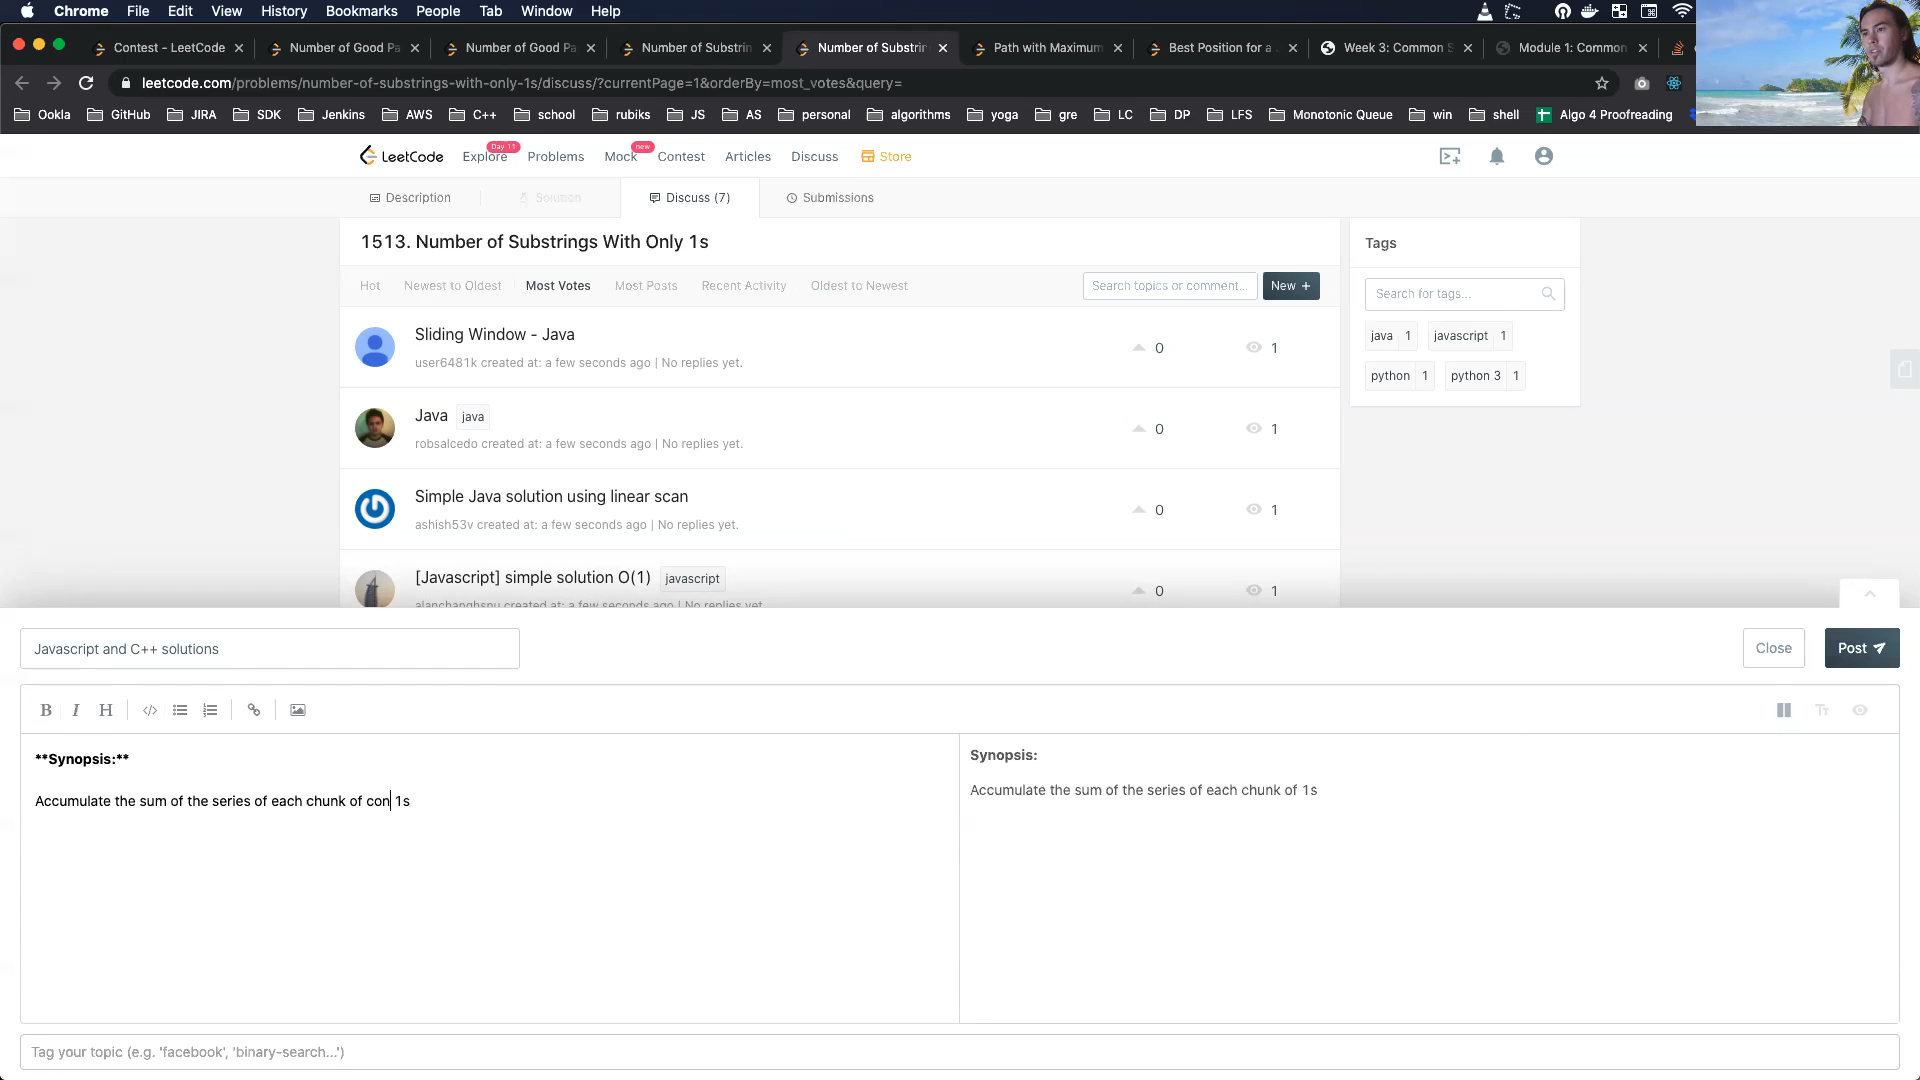 Chrome File Edit View History Bookmarks People Tab Window Help
Contest - LeetCode
Number of Good Pa
Number of Good Pa
Number of Substrin
Number of Substrin
Path with Maximum
Best Position for a
Week 3: Common S
Module 1: Common
leetcode.com/problems/number-of-substrings-with-only-1s/discuss/?currentPage=1&orderBy=most_votes&query=
Ookla GitHub JIRA SDK Jenkins AWS C++ school rubiks JS AS personal algorithms yoga gre LC DP LFS Monotonic Queue win shell Algo 4 Proofreading
Day 11 new
LeetCode Explore Problems Mock Contest Articles Discuss Store
Description Solution Discuss (7) Submissions
1513. Number of Substrings With Only 1s
Hot Newest to Oldest Most Votes Most Posts Recent Activity Oldest to Newest Search topics or comment... New +
Sliding Window - Java
user6481k created at: a few seconds ago | No replies yet.
0 1
Java java
robsalcedo created at: a few seconds ago | No replies yet.
0 1
Simple Java solution using linear scan
ashish53v created at: a few seconds ago | No replies yet.
0 1
[Javascript] simple solution O(1) javascript
created at: a few seconds ago | No replies yet.
0 1
Tags
Search for tags...
java 1 javascript 1
python 1 python 3 1
Javascript and C++ solutions
Close Post
B I H
**Synopsis:**
Accumulate the sum of the series of each chunk of con 1s
Synopsis:
Accumulate the sum of the series of each chunk of 1s
Tag your topic (e.g. 'facebook', 'binary-search...')